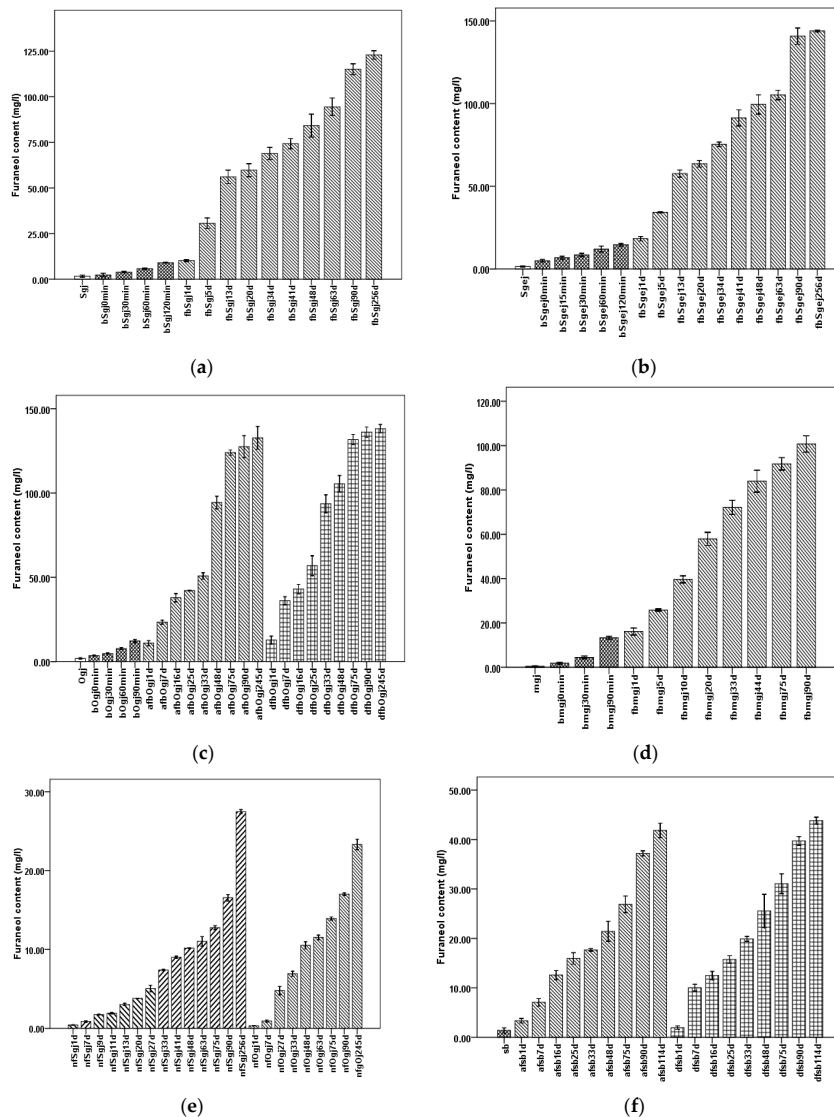 Furaneol conent (mg/l)
125.00
100.00
75.00
50.00
25.00
0.00
Sgj
bSgj0min
bSgj30min
bSgj60min
bSgj120min
fbSgj1d
fbSgj5d
fbSgj13d
fbSgj20d
fbSgj34d
fbSgj41d
fbSgj48d
fbSgj63d
fbSgj90d
fbSgj256d
(a)
Furaneol content (mg/l)
150.00
100.00
50.00
0.00
Sgej
bSgej0min
bSgej15min
bSgej30min
bSgej60min
bSgej120min
fbSgej1d
fbSgej5d
fbSgej13d
fbSgej20d
fbSgej34d
fbSgej41d
fbSgej48d
fbSgej63d
fbSgej90d
fbSgej256d
(b)
Furaneol content (mg/l)
150.00
100.00
50.00
0.00
Ogj
bOgj0min
bOgj30min
bOgj60min
bOgj90min
afbOgj1d
afbOgj7d
afbOgj16d
afbOgj25d
afbOgj33d
afbOgj48d
afbOgj75d
afbOgj90d
afbOgj245d
dfbOgj1d
dfbOgj7d
dfbOgj16d
dfbOgj25d
dfbOgj33d
dfbOgj48d
dfbOgj75d
dfbOgj90d
dfbOgj245d
(c)
Furaneol content (mg/l)
120.00
100.00
80.00
60.00
40.00
20.00
0.00
mgj
bmgj0min
bmgj30min
bmgj90min
fbmgj1d
fbmgj5d
fbmgj10d
fbmgj20d
fbmgj33d
fbmgj44d
fbmgj75d
fbmgj90d
(d)
Furaneol content (mg/l)
30.00
20.00
10.00
0.00
nfSgj1d
nfSgj7d
nfSgj9d
nfSgj11d
nfSgj13d
nfSgj20d
nfSgj27d
nfSgj33d
nfSgj41d
nfSgj48d
nfSgj63d
nfSgj75d
nfSgj90d
nfSgj256d
nfOgj1d
nfOgj7d
nfOgj27d
nfOgj33d
nfOgj48d
nfOgj63d
nfOgj75d
nfOgj90d
nfgOj245d
(e)
Furaneol content (mg/l)
50.00
40.00
30.00
20.00
10.00
0.00
sb
afsb1d
afsb7d
afsb16d
afsb25d
afsb33d
afsb48d
afsb75d
afsb90d
afsb114d
dfsb1d
dfsb7d
dfsb16d
dfsb25d
dfsb33d
dfsb48d
dfsb75d
dfsb90d
dfsb114d
(f)